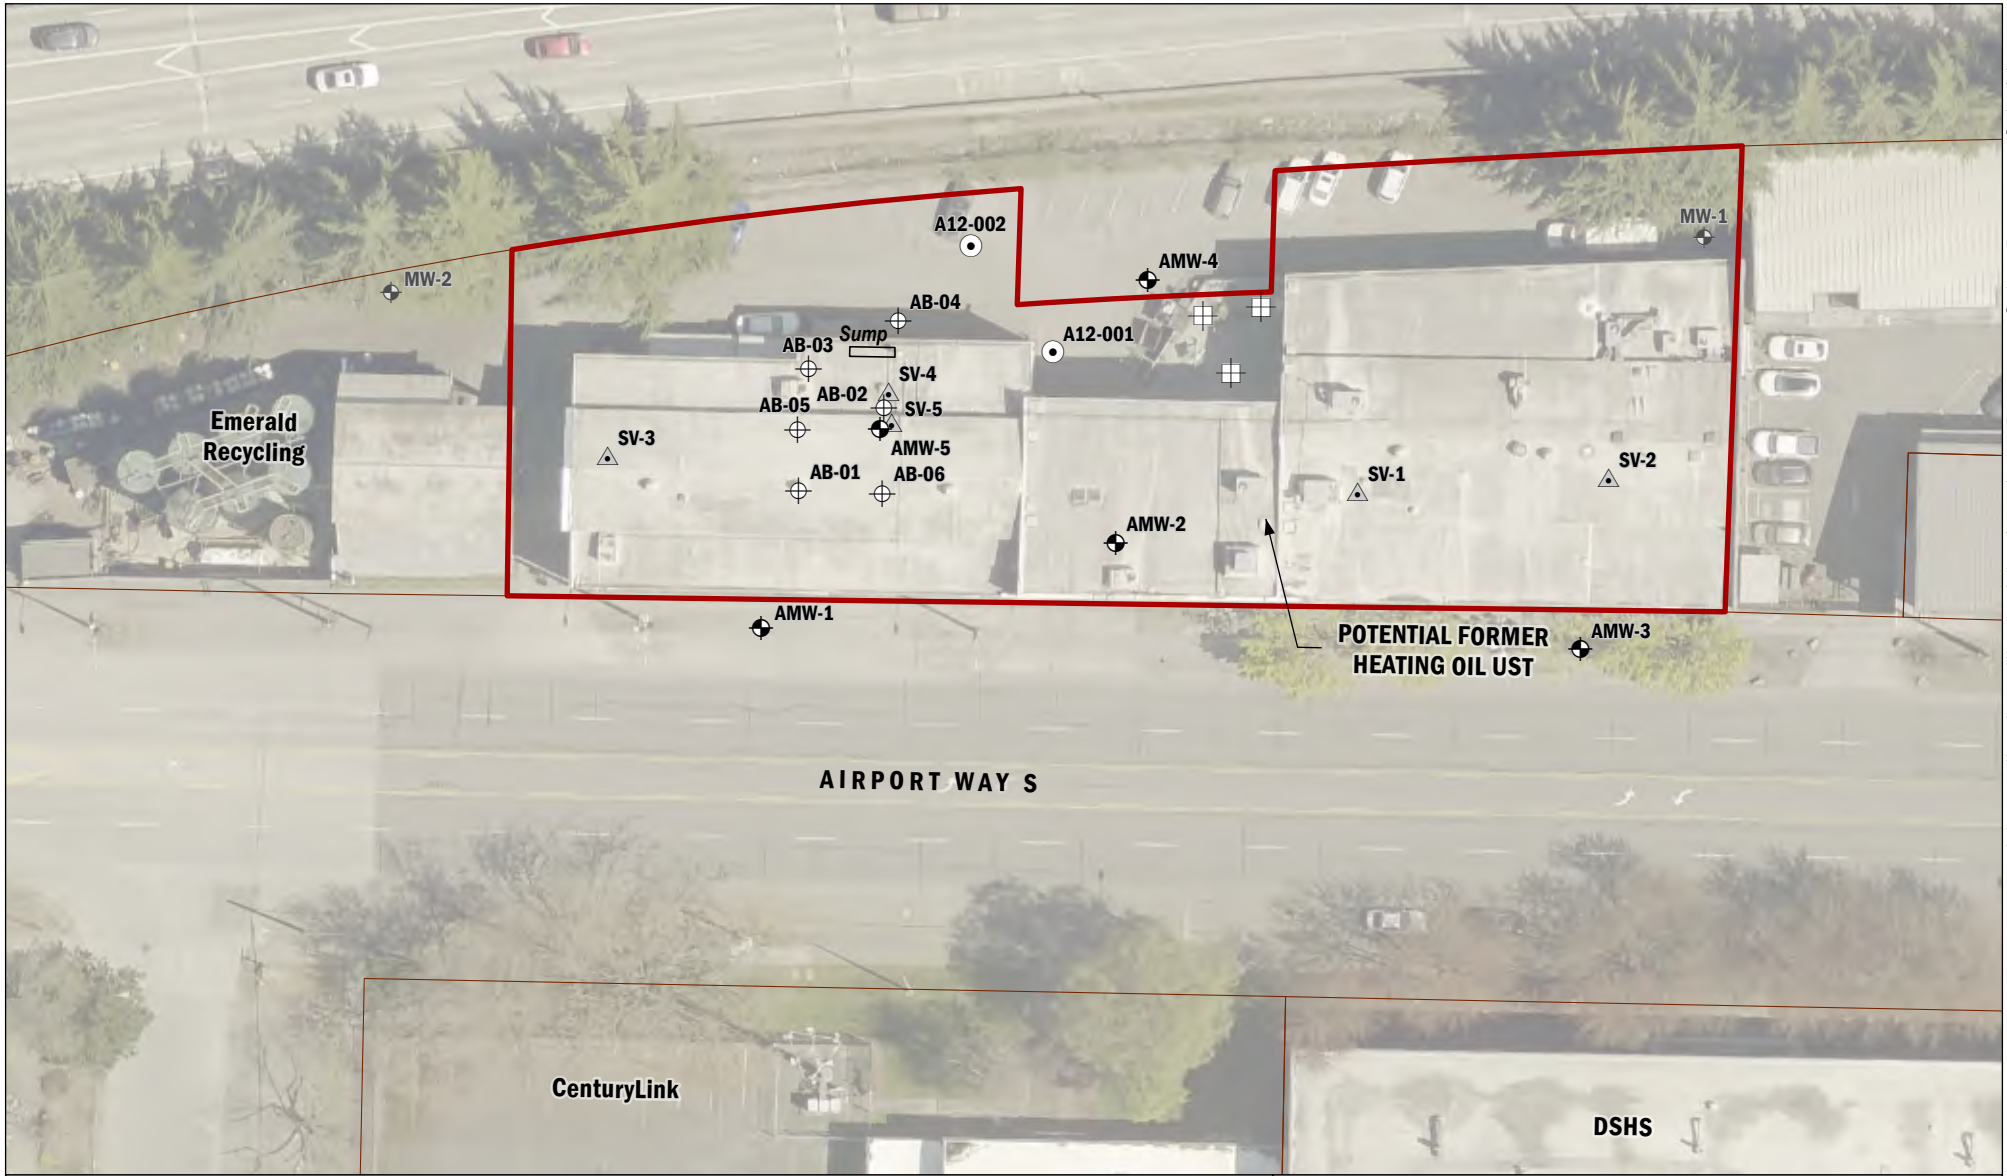 A12-002
MW-1
AMW-4
MW-2
AB-04
Sump
A12-001
AB-03
SV-4
AB-02
AB-05
SV-5
Emerald
Recycling
SV-3
AMW-5
SV-2
AB-01
AB-06
SV-1
AMW-2
AMW-1
POTENTIAL FORMER
HEATING OIL UST
AMW-3
AIRPORT WAY S
CenturyLink
DSHS